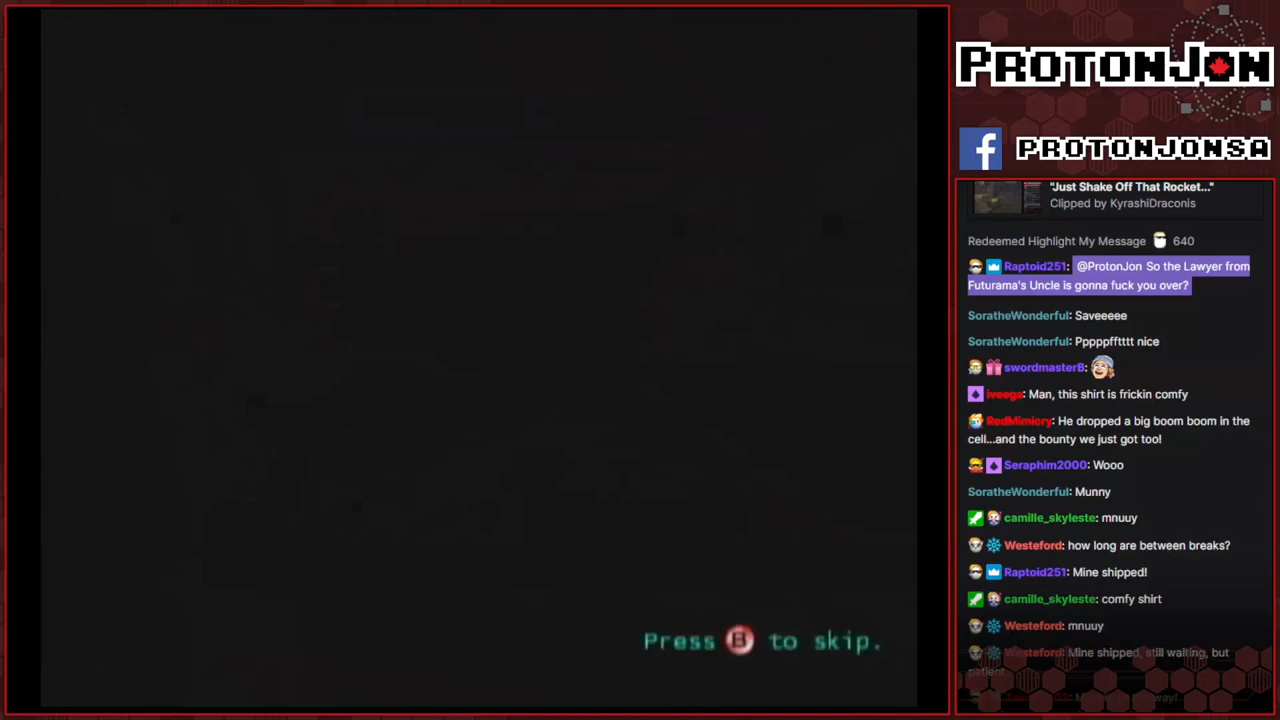 PROTONJON
PROTONJONSA
"Just Shake Off That Rocket..."
Clipped by KyrashiDraconis
Redeemed Highlight My Message 640
Raptoid251: @ProtonJon So the Lawyer from
Futurama's Uncle is gonna fuck you over?
SoratheWonderful: Saveeeee
SoratheWonderful: Pppppfftttt nice
swordmasterB:
iveega: Man, this shirt is frickin comfy
RedMimicry: He dropped a big boom boom in the
cell...and the bounty we just got too!
Seraphim2000: Wooo
SoratheWonderful: Munny
camille_skyleste: mnuuy
Westeford: how long are between breaks?
Raptoid251: Mine shipped!
camille_skyleste: comfy shirt
Westeford: mnuuy
Westeford: Mine shipped, still waiting, but
patient
Press B to skip.